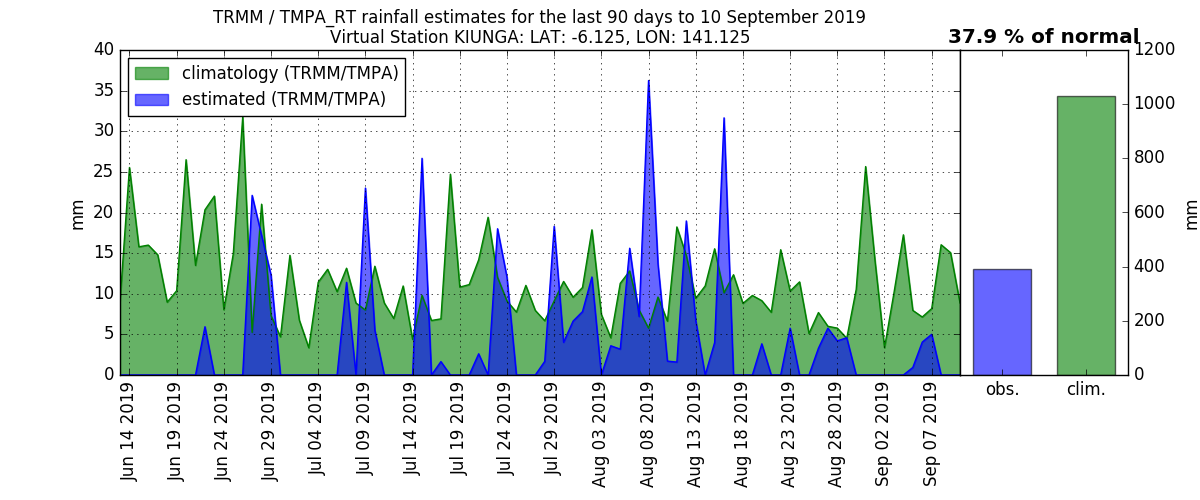 TRMM / TMPA_RT rainfall estimates for the last 90 days to 10 September 2019
Virtual Station KIUNGA: LAT: -6.125, LON: 141.125
37.9 % of normal
climatology (TRMM/TMPA)
estimated (TRMM/TMPA)
mm
40
35
30
25
20
15
10
5
0
Jun 14 2019
Jun 19 2019
Jun 24 2019
Jun 29 2019
Jul 04 2019
Jul 09 2019
Jul 14 2019
Jul 19 2019
Jul 24 2019
Jul 29 2019
Aug 03 2019
Aug 08 2019
Aug 13 2019
Aug 18 2019
Aug 23 2019
Aug 28 2019
Sep 02 2019
Sep 07 2019
obs.
clim.
1200
1000
800
600
400
200
0
mm